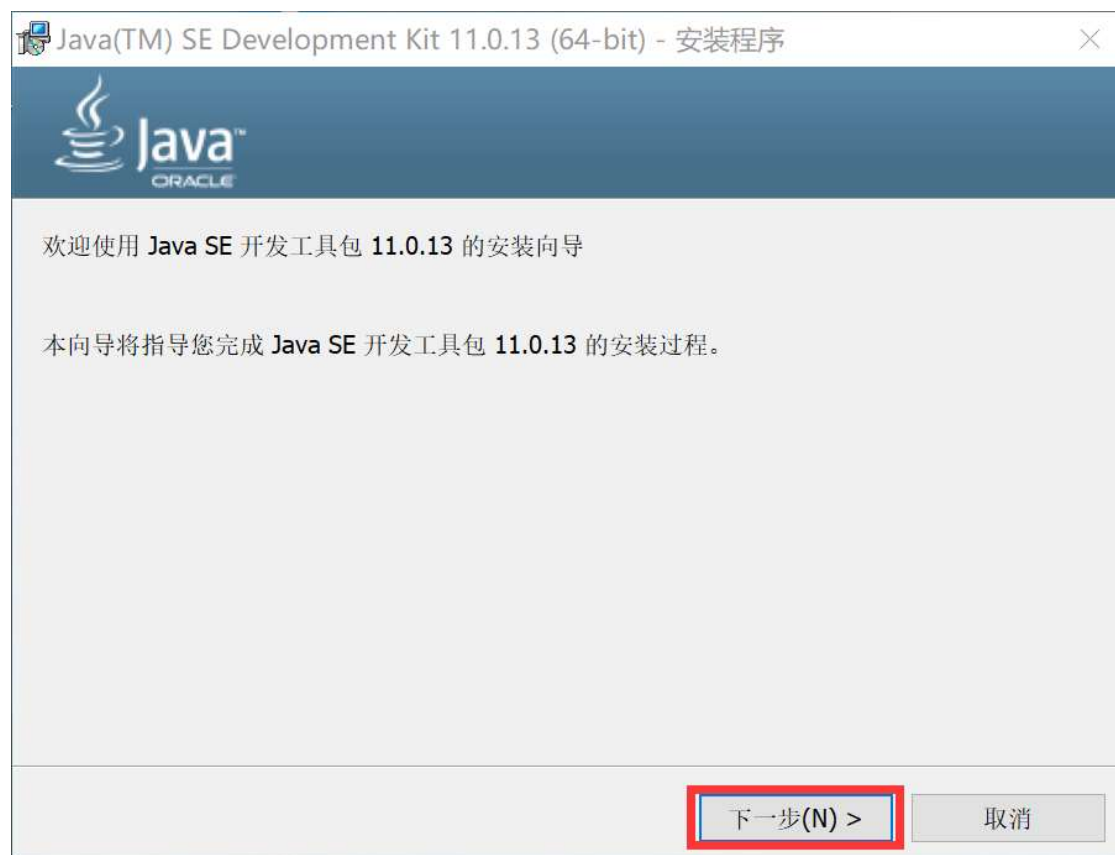 Java(TM) SE Development Kit 11.0.13 (64-bit) - 安装程序
Java™
ORACLE
欢迎使用 Java SE 开发工具包 11.0.13 的安装向导
本向导将指导您完成 Java SE 开发工具包 11.0.13 的安装过程。
下一步(N) >
取消